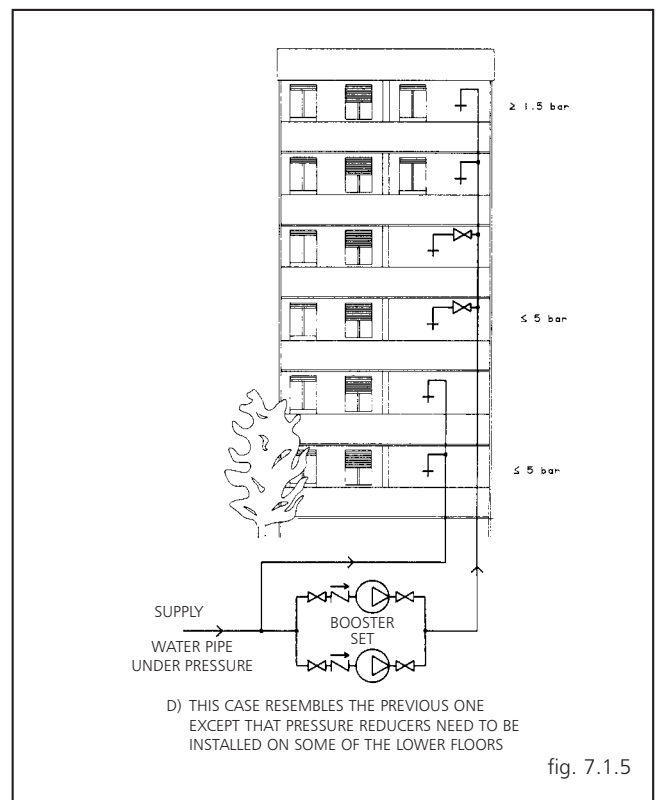 ≥ 1.5 bar
≤ 5 bar
≤ 5 bar
SUPPLY
WATER PIPE
UNDER PRESSURE
BOOSTER
SET
D) THIS CASE RESEMBLES THE PREVIOUS ONE
EXCEPT THAT PRESSURE REDUCERS NEED TO BE
INSTALLED ON SOME OF THE LOWER FLOORS
fig. 7.1.5